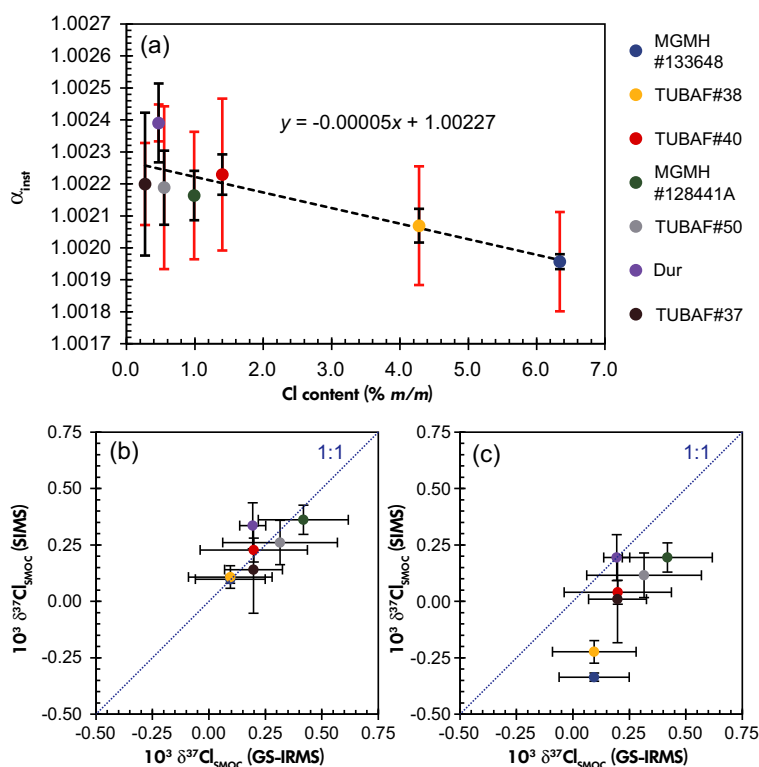 (a)
y = -0.00005x + 1.00227
1.0027
1.0026
1.0025
1.0024
1.0023
1.0022
1.0021
1.0020
1.0019
1.0018
1.0017
αinst
0.0 1.0 2.0 3.0 4.0 5.0 6.0 7.0
Cl content (% m/m)
MGMH
#133648
TUBAF#38
TUBAF#40
MGMH
#128441A
TUBAF#50
Dur
TUBAF#37
(b)
1:1
0.75
0.50
0.25
0.00
-0.25
-0.50
10³ δ³⁷ClSMOC (SIMS)
-0.50 -0.25 0.00 0.25 0.50 0.75
10³ δ³⁷ClSMOC (GS-IRMS)
(c)
1:1
0.75
0.50
0.25
0.00
-0.25
-0.50
10³ δ³⁷ClSMOC (SIMS)
-0.50 -0.25 0.00 0.25 0.50 0.75
10³ δ³⁷ClSMOC (GS-IRMS)